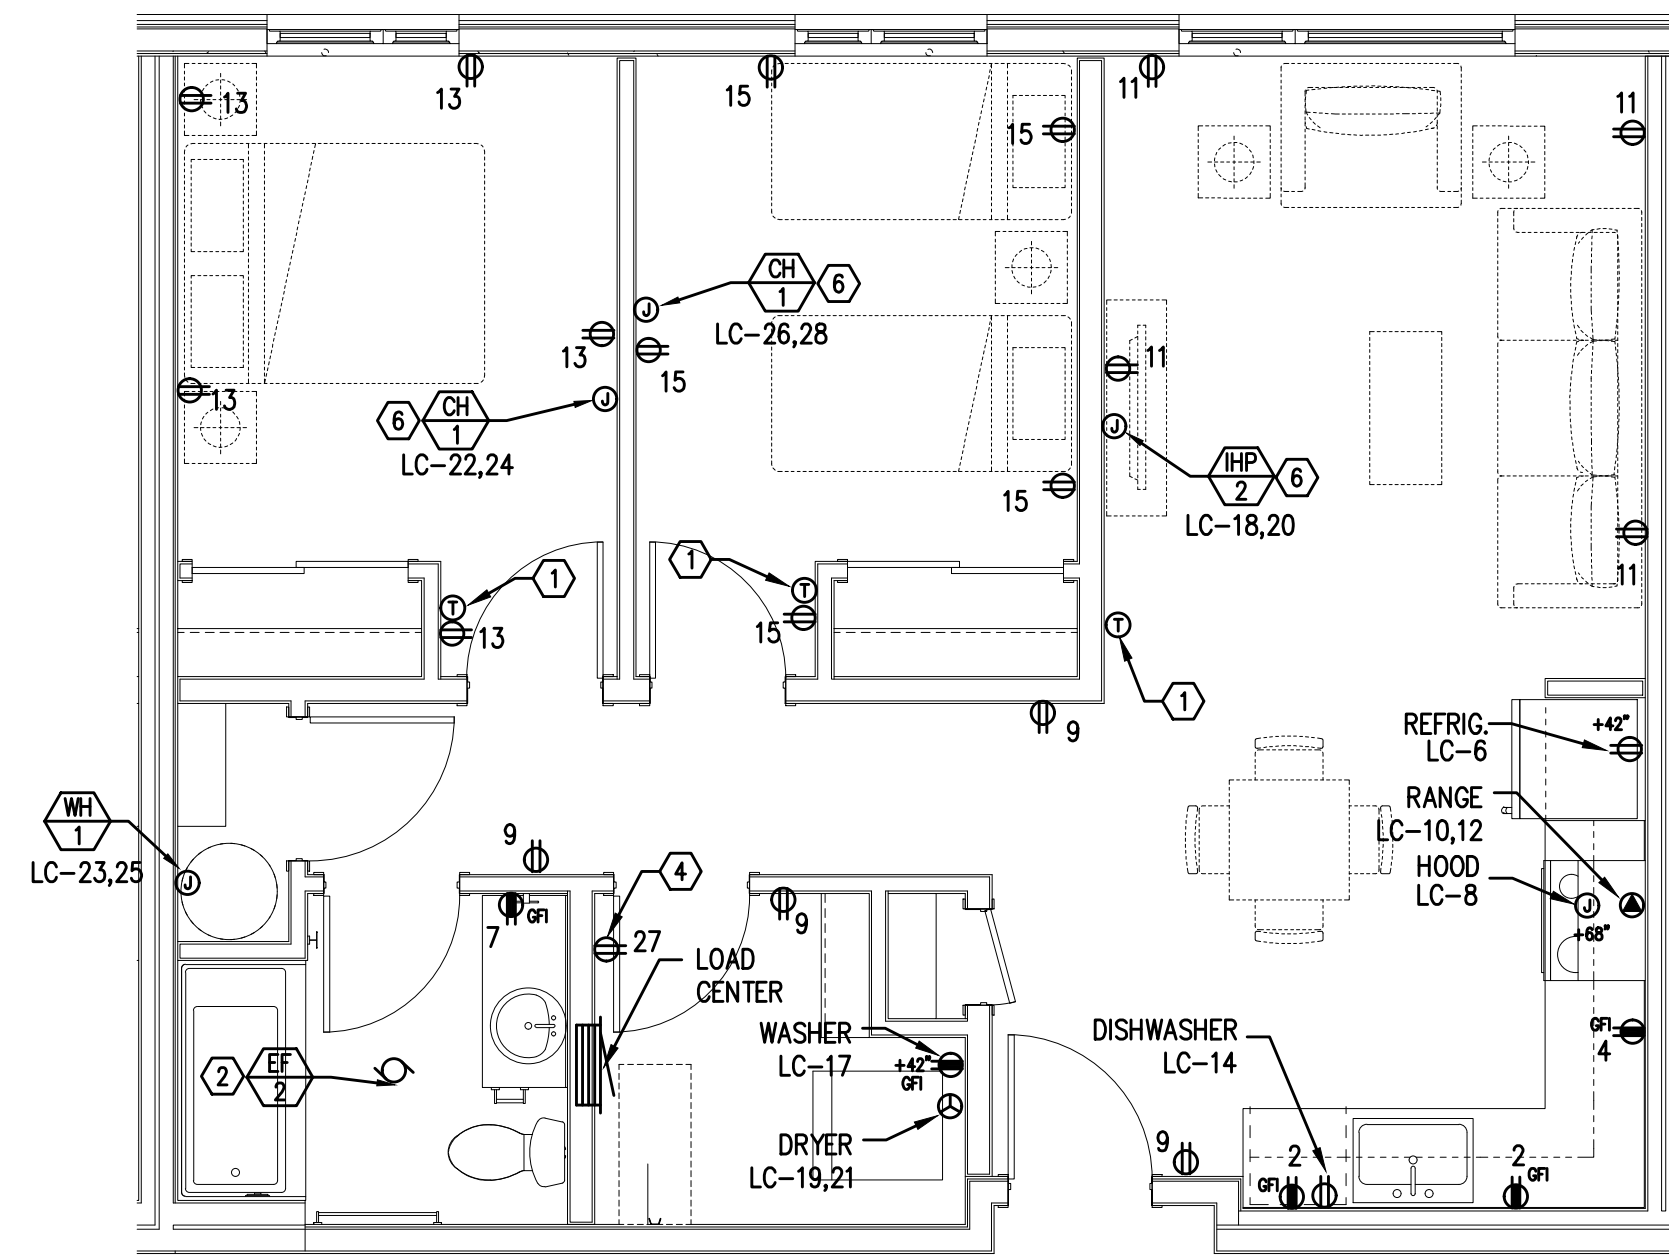 13
15
11
11
13
15
CH
1
6
LC-26,28
13
15
11
13
6
CH
1
LC-22,24
J
J
J
IHP
2
6
LC-18,20
15
1
1
T
T
13
15
11
T
1
9
REFRIG.
LC-6
+42"
RANGE
LC-10,12
HOOD
LC-8
J
+68"
WH
1
LC-23,25
J
9
4
7
GFI
27
9
LOAD
CENTER
WASHER
LC-17
+42"
GFI
DISHWASHER
LC-14
GFI
4
2
EF
2
DRYER
LC-19,21
9
2
GFI
2
GFI